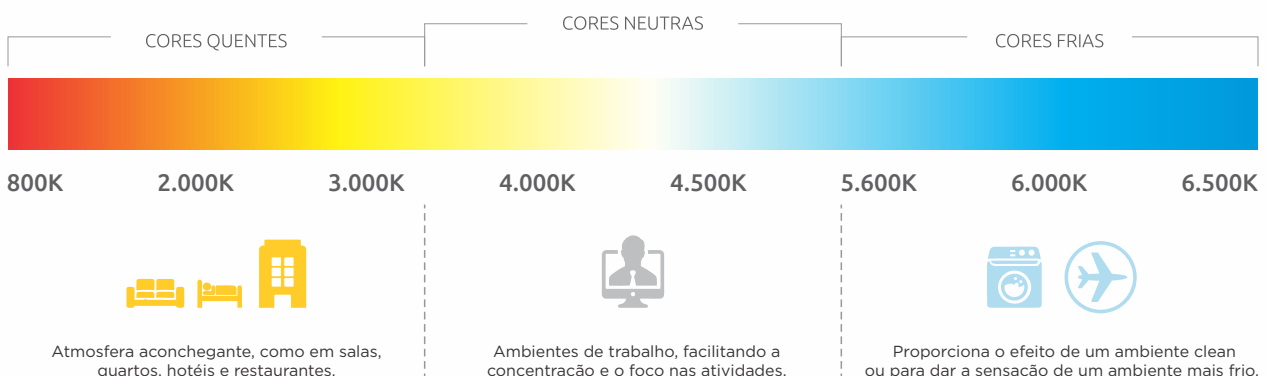 CORES QUENTES
CORES NEUTRAS
CORES FRIAS
800K 2.000K 3.000K 4.000K 4.500K 5.600K 6.000K 6.500K
Atmosfera aconchegante, como em salas,
quartos, hotéis e restaurantes.
Ambientes de trabalho, facilitando a
concentração e o foco nas atividades.
Proporciona o efeito de um ambiente clean
ou para dar a sensação de um ambiente mais frio.